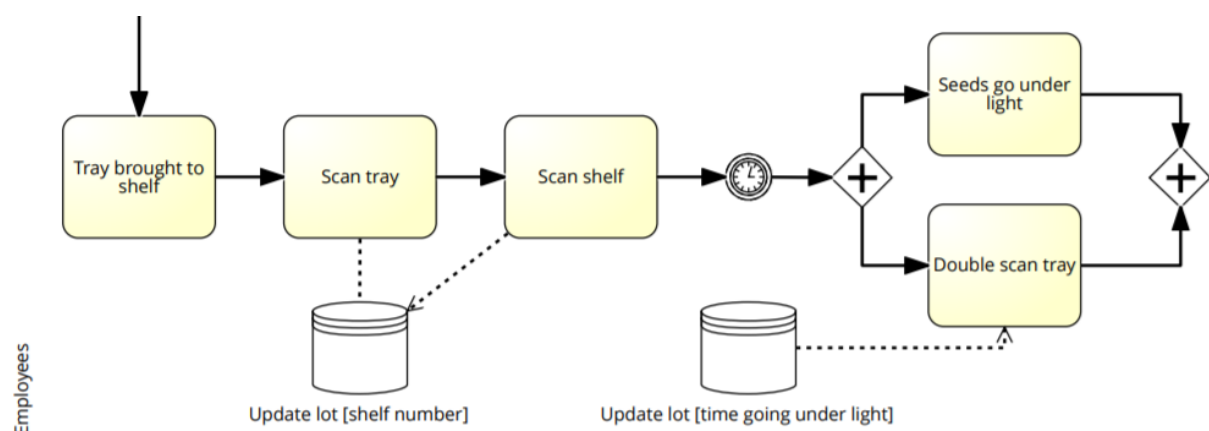 Seeds go under
light
Tray brought to
shelf
Scan tray
Scan shelf
Double scan tray
Employees
Update lot [shelf number]
Update lot [time going under light]